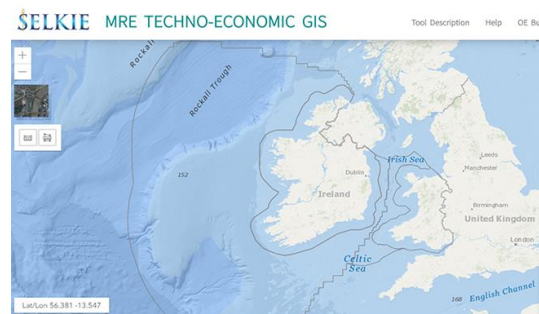 SELKIE MRE TECHNO-ECONOMIC GIS
Tool Description Help OE Bu
+
−
Rockall
Rockall Trough
152
Irish Sea
Leeds
Manchester
Dublin
Ireland
Birmingham
United Kingdom
London
Celtic
Sea
168 English Channel
Lat/Lon 56.381 -13.547